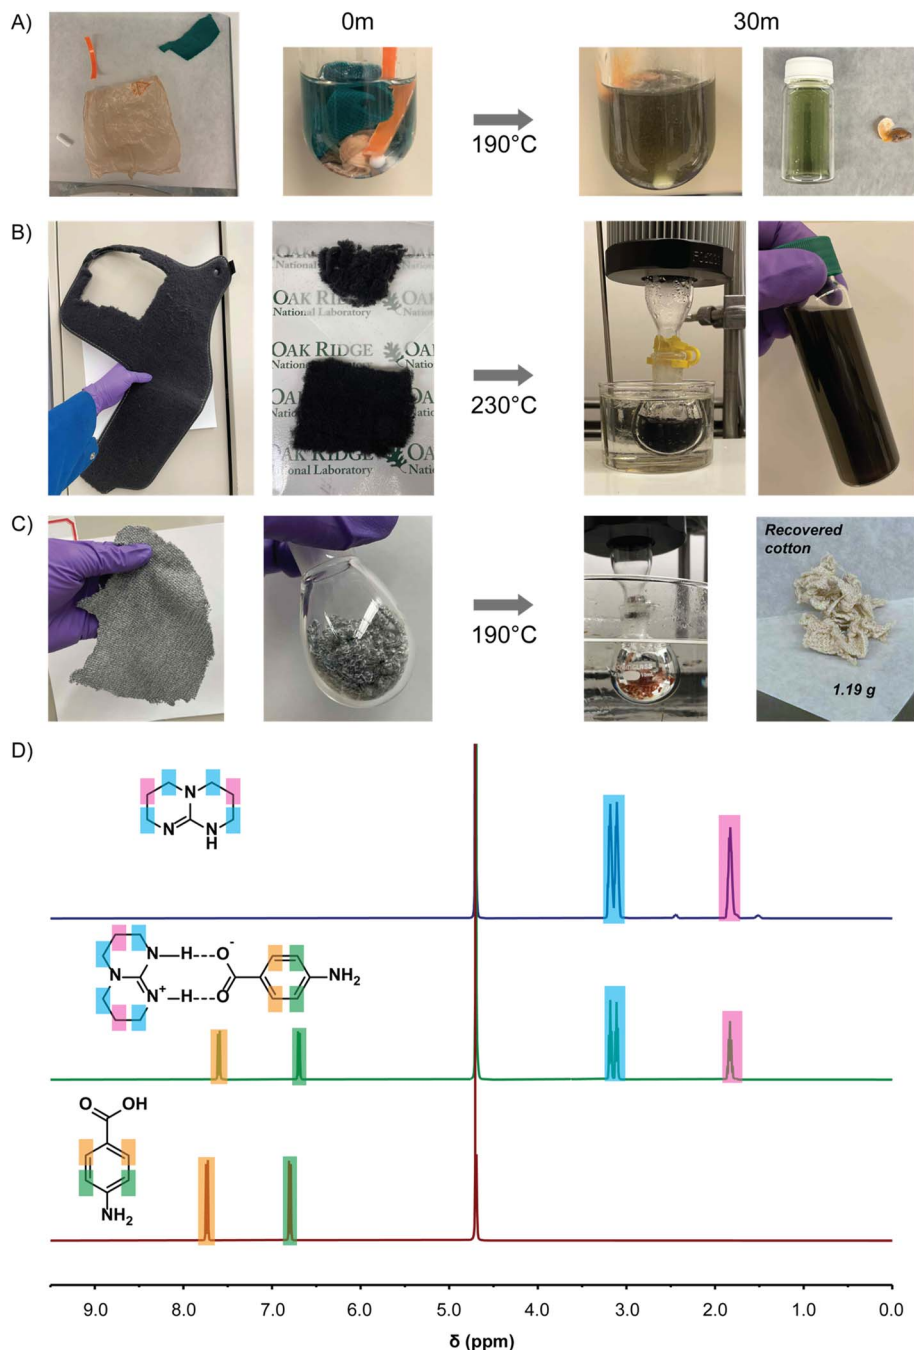 A)
0m
30m
190°C
B)
OAK RIDGE
National Laboratory
OAK RIDGE
OAK RIDGE
National Laboratory
230°C
C)
190°C
Recovered
cotton
1.19 g
D)
N
N
N
H
N
H
O
-
N
N
+
H
O
NH2
O
OH
NH2
9.0
8.0
7.0
6.0
5.0
4.0
3.0
2.0
1.0
0.0
δ (ppm)